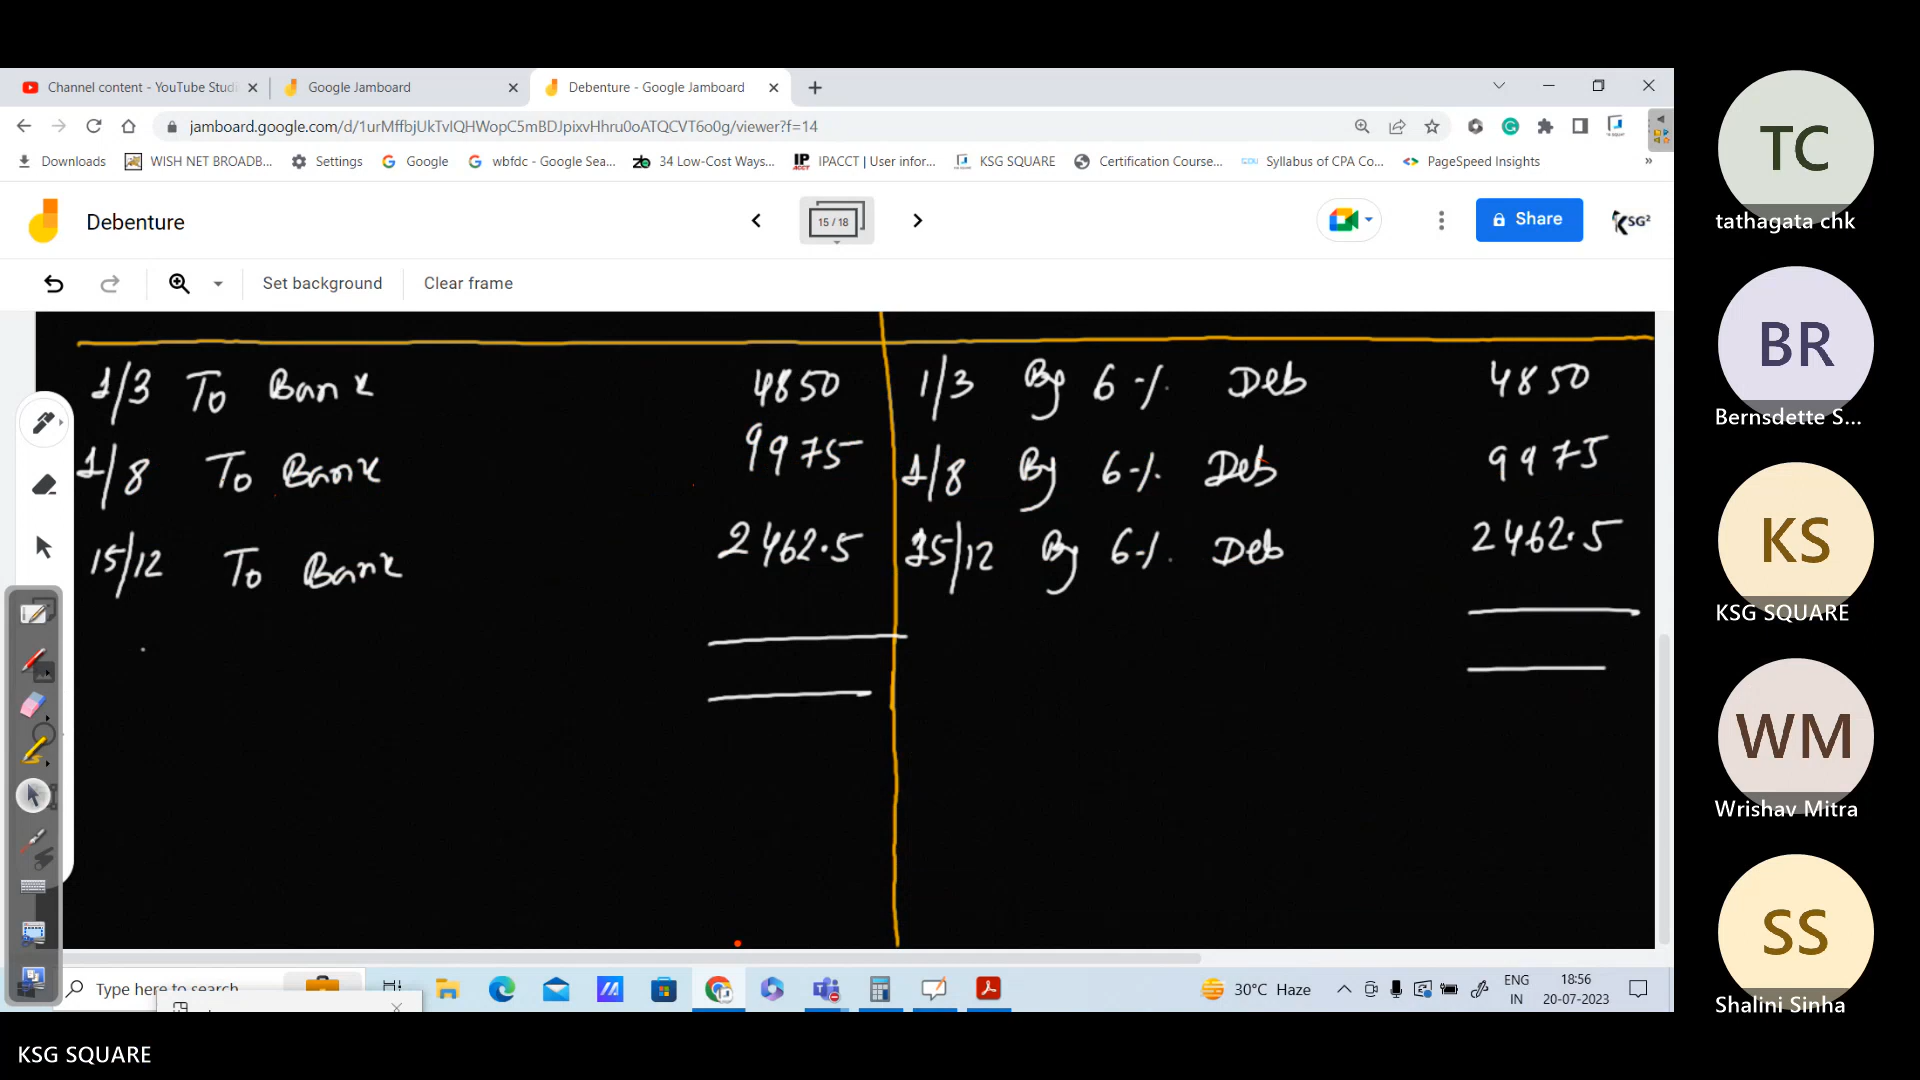 Channel content - YouTube Studi
Google Jamboard
Debenture - Google Jamboard
jamboard.google.com/d/1urMffbjUkTvIQHWopC5mBDJpixvHhru0oATQCVT6o0g/viewer?f=14
Downloads
WISH NET BROADB...
Settings
Google
wbfdc - Google Sea...
34 Low-Cost Ways...
IPACCT | User infor...
KSG SQUARE
Certification Course...
Syllabus of CPA Co...
PageSpeed Insights
»
Debenture
15 / 18
Share
KSG²
Set background
Clear frame
1/3 To Bank 4850 1/3 By 6% Deb 4850
1/8 To Bank 9975 1/8 By 6% Deb 9975
15/12 To Bank 2462.5 15/12 By 6% Deb 2462.5
Type here to search
30°C Haze
ENG
IN
18:56
20-07-2023
TC
tathagata chk
BR
Bernsdette S...
KS
KSG SQUARE
WM
Wrishav Mitra
SS
Shalini Sinha
KSG SQUARE